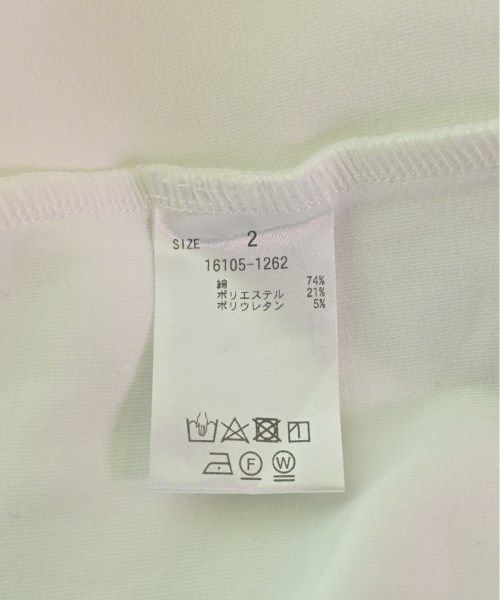 SIZE 2
16105-1262
綿 74%
ポリエステル 21%
ポリウレタン 5%
F W